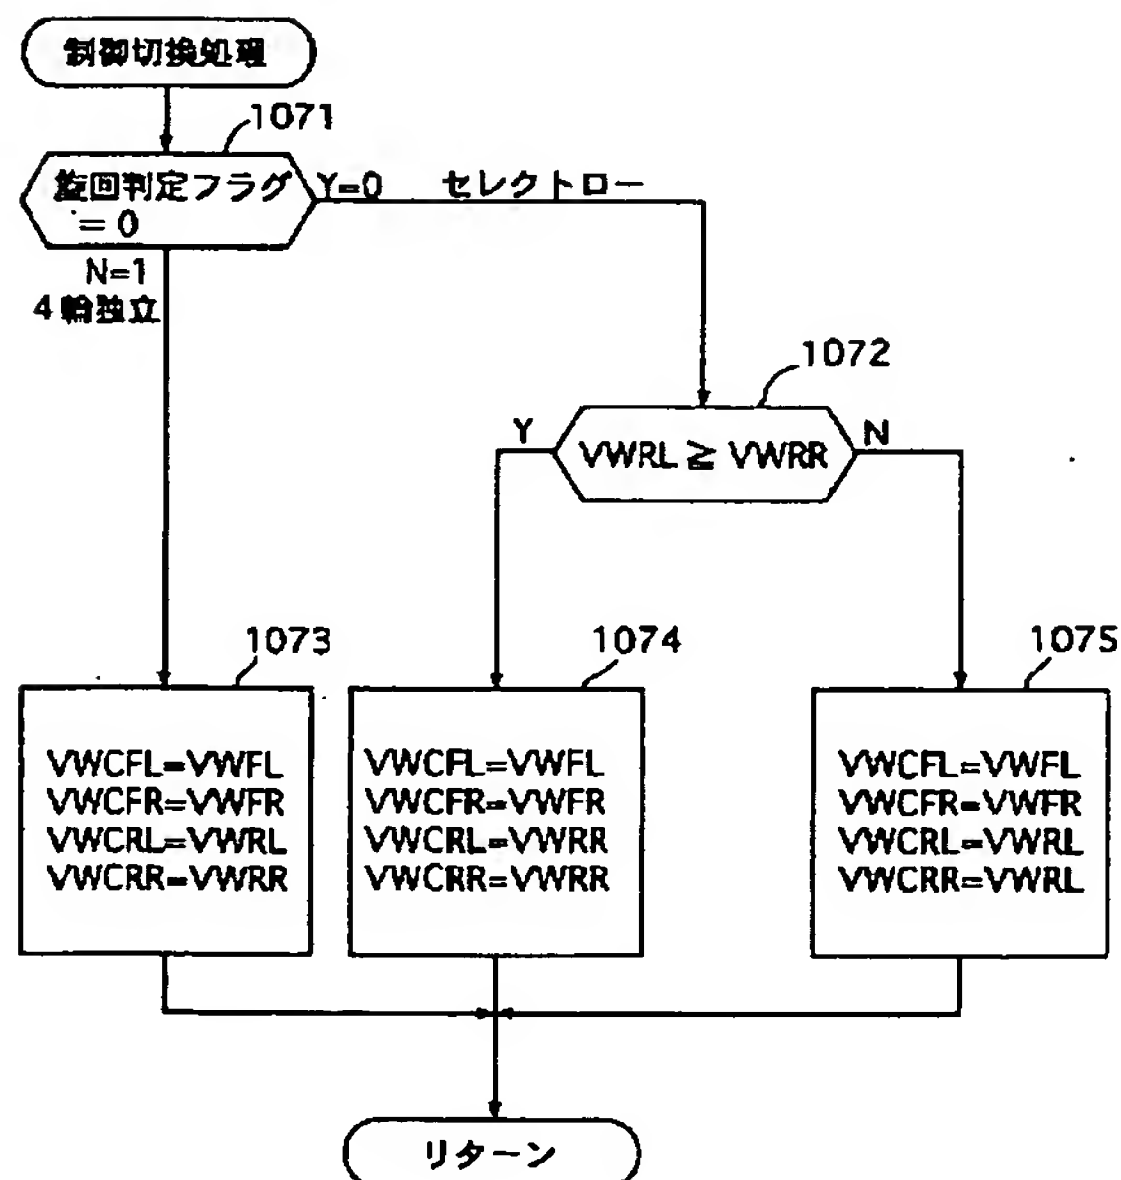 制御切換処理
1071
旋回判定フラグ
= 0
Y=0 セレクトロー
N=1
4輪独立
1072
Y
VWRL ≧ VWRR
N
1073
VWCFL=VWFL
VWCFR=VWFR
VWCRL=VWRL
VWCRR=VWRR
1074
VWCFL=VWFL
VWCFR=VWFR
VWCRL=VWRR
VWCRR=VWRR
1075
VWCFL=VWFL
VWCFR=VWFR
VWCRL=VWRL
VWCRR=VWRL
リターン